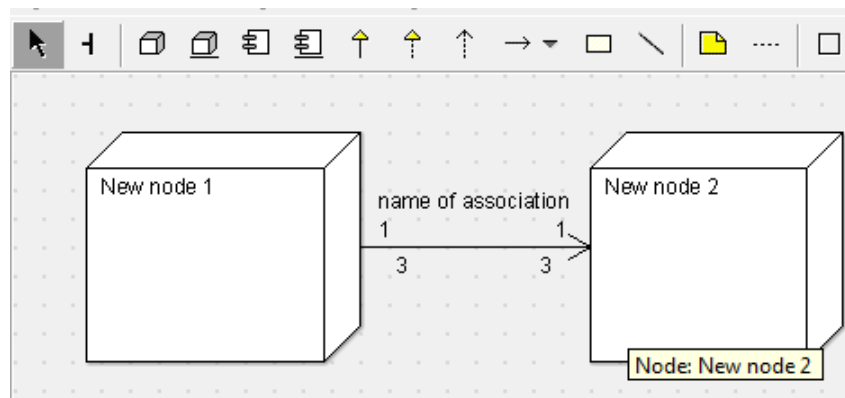 New node 1
name of association
New node 2
1 1
3 3
Node: New node 2